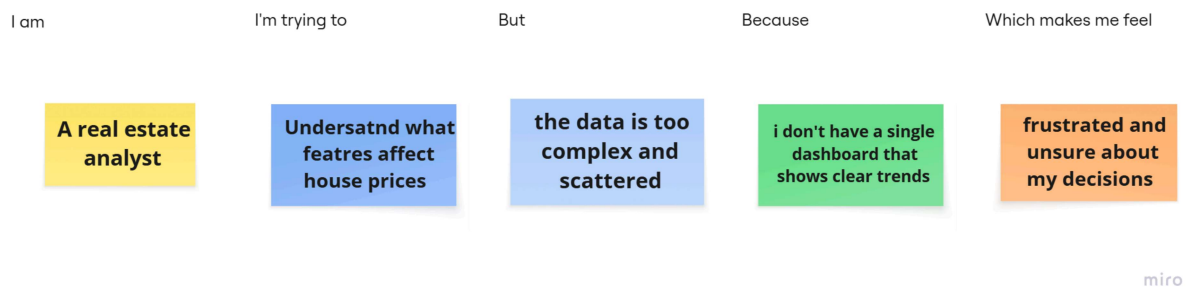 I am
I'm trying to
But
Because
Which makes me feel
A real estate
analyst
Undersatnd what
featres affect
house prices
the data is too
complex and
scattered
i don't have a single
dashboard that
shows clear trends
frustrated and
unsure about
my decisions
miro